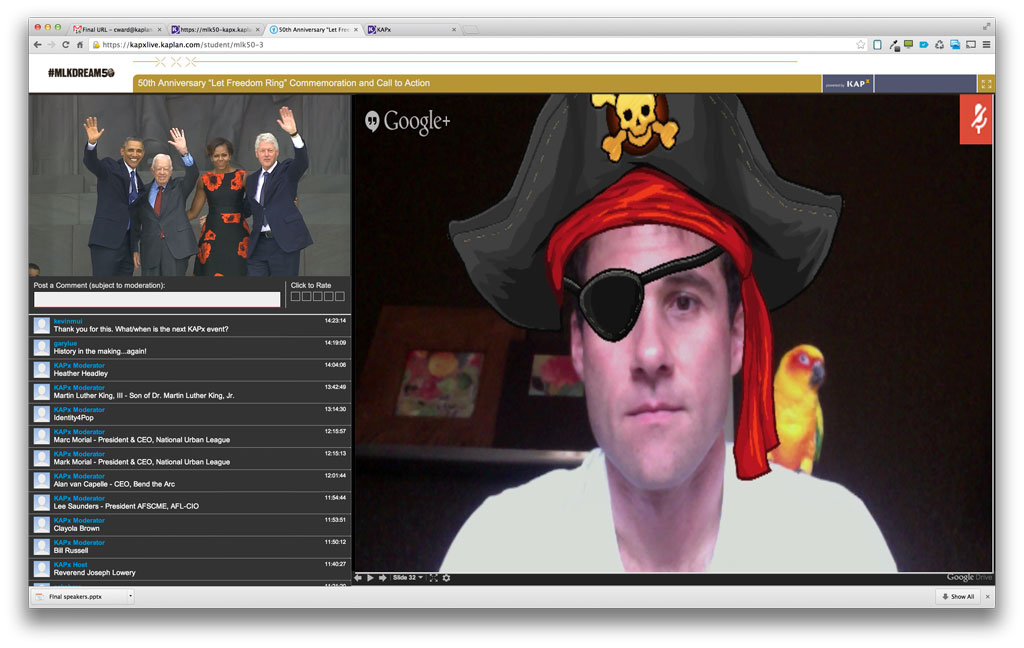 Final URL – cward@kaplan
https://mlk50-kapx.kapl
50th Anniversary "Let Free
KAPx
https://kapxlive.kaplan.com/student/mlk50-3
#MLKDREAM50
50th Anniversary "Let Freedom Ring" Commemoration and Call to Action
powered by KAPx
Google+
Post a Comment (subject to moderation):
Click to Rate
kevinmui 14:23:14
Thank you for this. What/when is the next KAPx event?
garylue 14:19:09
History in the making...again!
KAPx Moderator 14:04:06
Heather Headley
KAPx Moderator 13:42:49
Martin Luther King, III - Son of Dr. Martin Luther King, Jr.
KAPx Moderator 13:14:30
Identity4Pop
KAPx Moderator 12:15:57
Marc Morial - President & CEO, National Urban League
KAPx Moderator 12:15:13
Mark Morial - President & CEO, National Urban League
KAPx Moderator 12:01:44
Alan van Capelle - CEO, Bend the Arc
KAPx Moderator 11:54:44
Lee Saunders - President AFSCME, AFL-CIO
KAPx Moderator 11:53:51
Clayola Brown
KAPx Moderator 11:50:12
Bill Russell
KAPx Host 11:40:27
Reverend Joseph Lowery
Slide 32
Google Drive
Final speakers.pptx
Show All